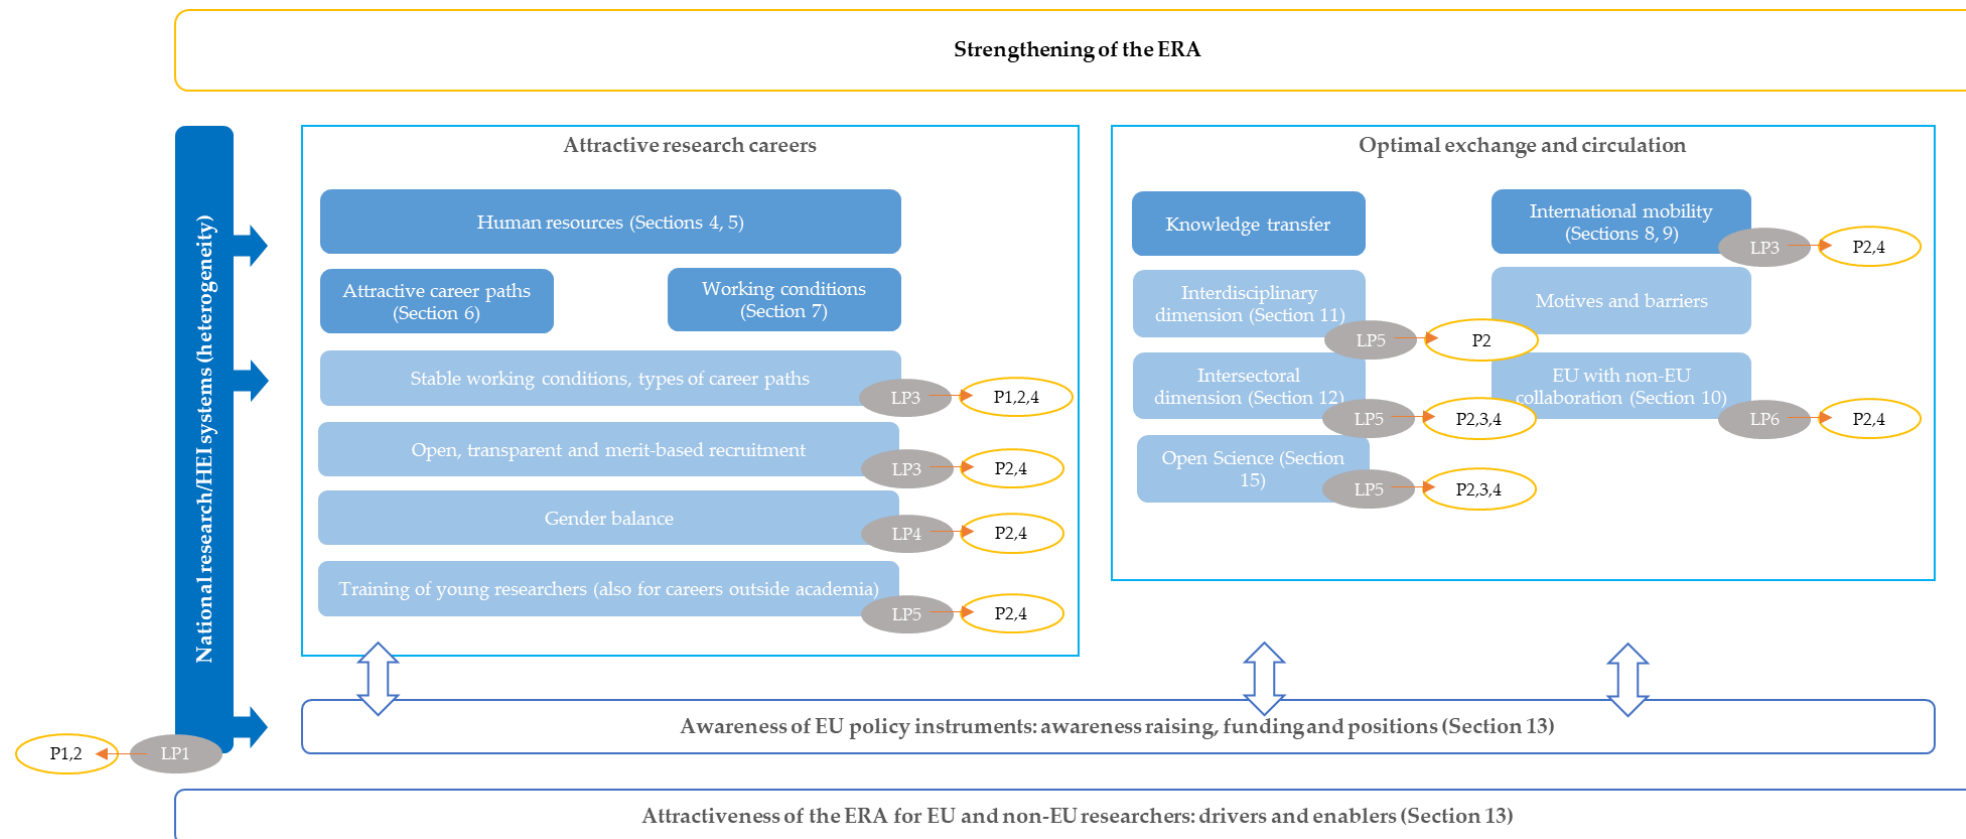 Strengthening of the ERA
National research/HEI systems (heterogeneity)
LP1
P1,2
Attractive research careers
Human resources (Sections 4, 5)
Attractive career paths
(Section 6)
Working conditions
(Section 7)
Stable working conditions, types of career paths
LP3
P1,2,4
Open, transparent and merit-based recruitment
LP3
P2,4
Gender balance
LP4
P2,4
Training of young researchers (also for careers outside academia)
LP5
P2,4
Optimal exchange and circulation
Knowledge transfer
Interdisciplinary
dimension (Section 11)
LP5
P2
Intersectoral
dimension (Section 12)
LP5
P2,3,4
Open Science (Section
15)
LP5
P2,3,4
International mobility
(Sections 8, 9)
LP3
P2,4
Motives and barriers
EU with non-EU
collaboration (Section 10)
LP6
P2,4
Awareness of EU policy instruments: awareness raising, funding and positions (Section 13)
Attractiveness of the ERA for EU and non-EU researchers: drivers and enablers (Section 13)